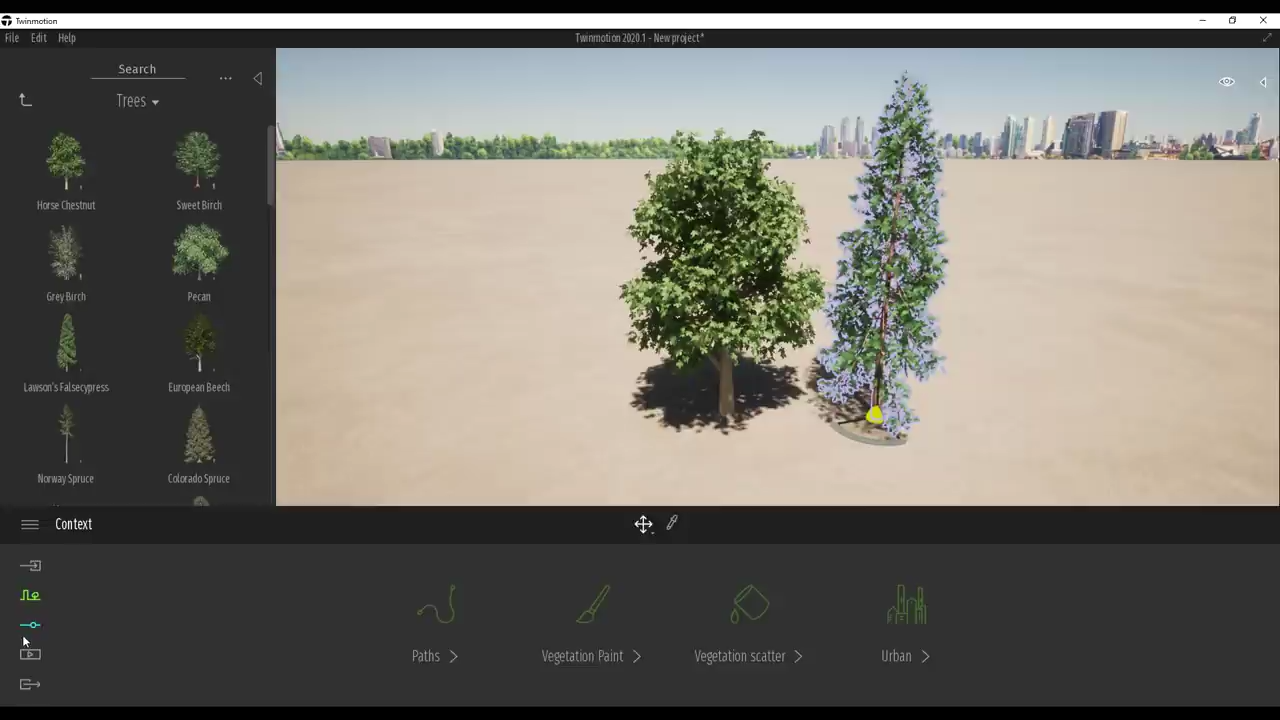 Twinmotion
File Edit Help
Twinmotion 2020.1 - New project*
Search
...
Trees
Horse Chestnut
Sweet Birch
Grey Birch
Pecan
Lawson's Falsecypress
European Beech
Norway Spruce
Colorado Spruce
Context
Paths
Vegetation Paint
Vegetation scatter
Urban